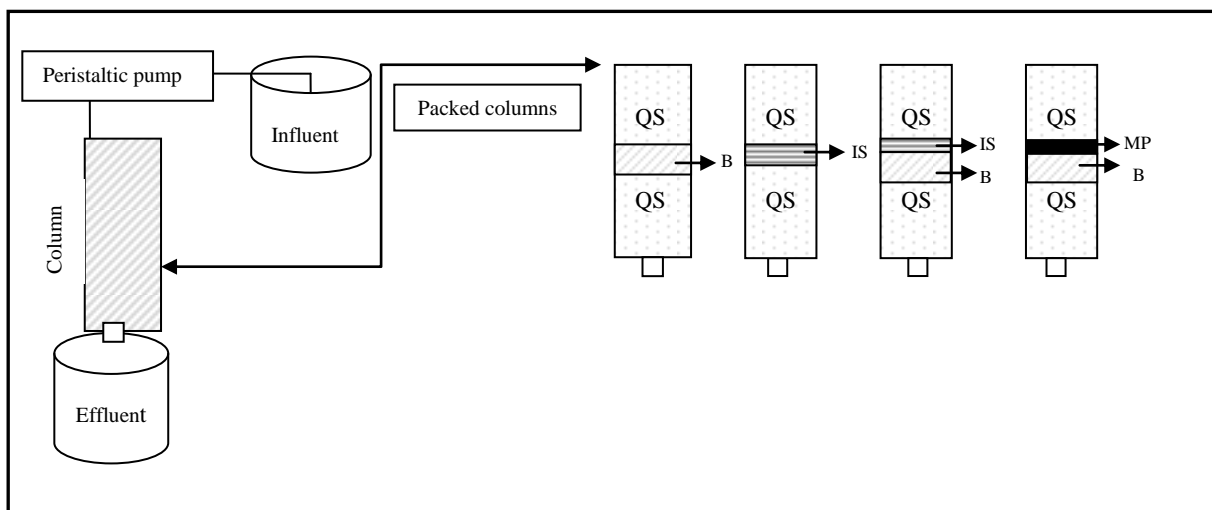 Peristaltic pump
Influent
Column
Effluent
Packed columns
QS
B
QS
QS
IS
QS
QS
IS
B
QS
QS
MP
B
QS